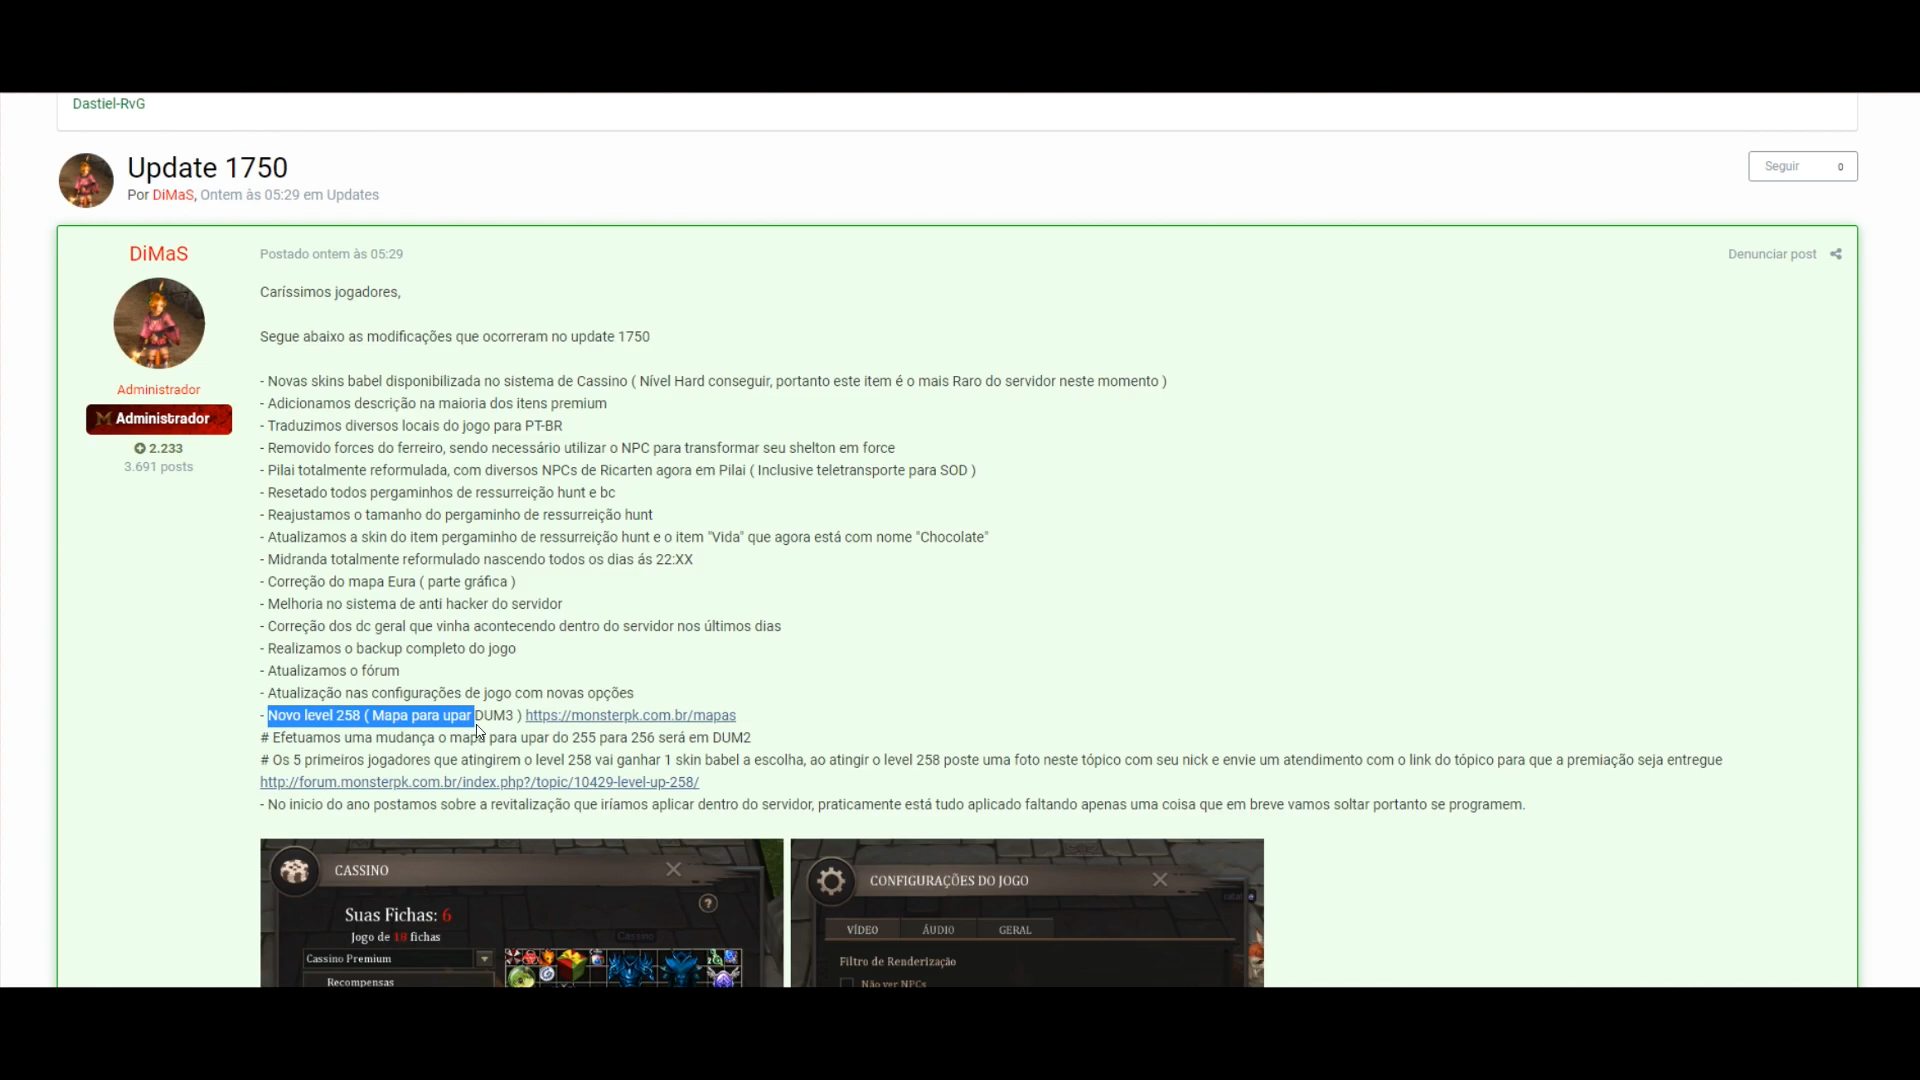 Dastiel-RvG
Update 1750
Por DiMaS, Ontem às 05:29 em Updates
Seguir 0
DiMaS
Administrador
Administrador
2.233
3.691 posts
Postado ontem às 05:29
Denunciar post
Caríssimos jogadores,
Segue abaixo as modificações que ocorreram no update 1750
- Novas skins babel disponibilizada no sistema de Cassino ( Nível Hard conseguir, portanto este item é o mais Raro do servidor neste momento )
- Adicionamos descrição na maioria dos itens premium
- Traduzimos diversos locais do jogo para PT-BR
- Removido forces do ferreiro, sendo necessário utilizar o NPC para transformar seu shelton em force
- Pilai totalmente reformulada, com diversos NPCs de Ricarten agora em Pilai ( Inclusive teletransporte para SOD )
- Resetado todos pergaminhos de ressurreição hunt e bc
- Reajustamos o tamanho do pergaminho de ressurreição hunt
- Atualizamos a skin do item pergaminho de ressurreição hunt e o item "Vida" que agora está com nome "Chocolate"
- Midranda totalmente reformulado nascendo todos os dias ás 22:XX
- Correção do mapa Eura ( parte gráfica )
- Melhoria no sistema de anti hacker do servidor
- Correção dos dc geral que vinha acontecendo dentro do servidor nos últimos dias
- Realizamos o backup completo do jogo
- Atualizamos o fórum
- Atualização nas configurações de jogo com novas opções
- Novo level 258 ( Mapa para upar DUM3 ) https://monsterpk.com.br/mapas
# Efetuamos uma mudança o mapa para upar do 255 para 256 será em DUM2
# Os 5 primeiros jogadores que atingirem o level 258 vai ganhar 1 skin babel a escolha, ao atingir o level 258 poste uma foto neste tópico com seu nick e envie um atendimento com o link do tópico para que a premiação seja entregue
http://forum.monsterpk.com.br/index.php?/topic/10429-level-up-258/
- No inicio do ano postamos sobre a revitalização que iríamos aplicar dentro do servidor, praticamente está tudo aplicado faltando apenas uma coisa que em breve vamos soltar portanto se programem.
CASSINO
Suas Fichas: 6
Jogo de 18 fichas
Cassino
Cassino Premium
Recompensas
CONFIGURAÇÕES DO JOGO
VÍDEO ÁUDIO GERAL
Filtro de Renderização
Não ver NPCs